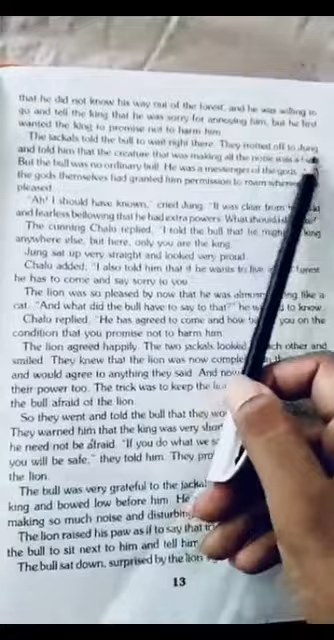 that he did not know his way out of the forest, and he was willing to
go and tell the king that he was sorry for annoying him, but he first
wanted the king to promise not to harm him.
The jackals told the bull to wait right there. They trotted off to Jung
and told him that the creature that was making all the noise was a
But the bull was no ordinary bull. He was a messenger of the gods
the gods themselves had granted him permission to roam
pleased.
"Ah! I should have known," cried Jung. "It was clear from
and fearless bellowing that he had extra powers. What should
The cunning Chalo replied, "I told the bull that he
anywhere else, but here, only you are the king.
Jung sat up very straight and looked very proud.
Chalu added, "I also told him that if he wants to live
he has to come and say sorry to you
The lion was so pleased by now that he was like a
cat. "And what did the bull have to say to that?" he to know.
Chalu replied, "He has agreed to come and you on the
condition that you promise not to harm him.
The lion agreed happily. The two jackals looked other and
smiled. They knew that the lion was now
and would agree to anything they said. And now
their power too. The trick was to keep the
the bull afraid of the lion.
So they went and told the bull that they
They warned him that the king was very
he need not be afraid. "If you do what we
you will be safe," they told him. They
the lion.
The bull was very grateful to the
king and bowed low before him. He
making so much noise and
The lion raised his paw as if to say that
the bull to sit next to him and tell him
The bull sat down, surprised by the lion
13